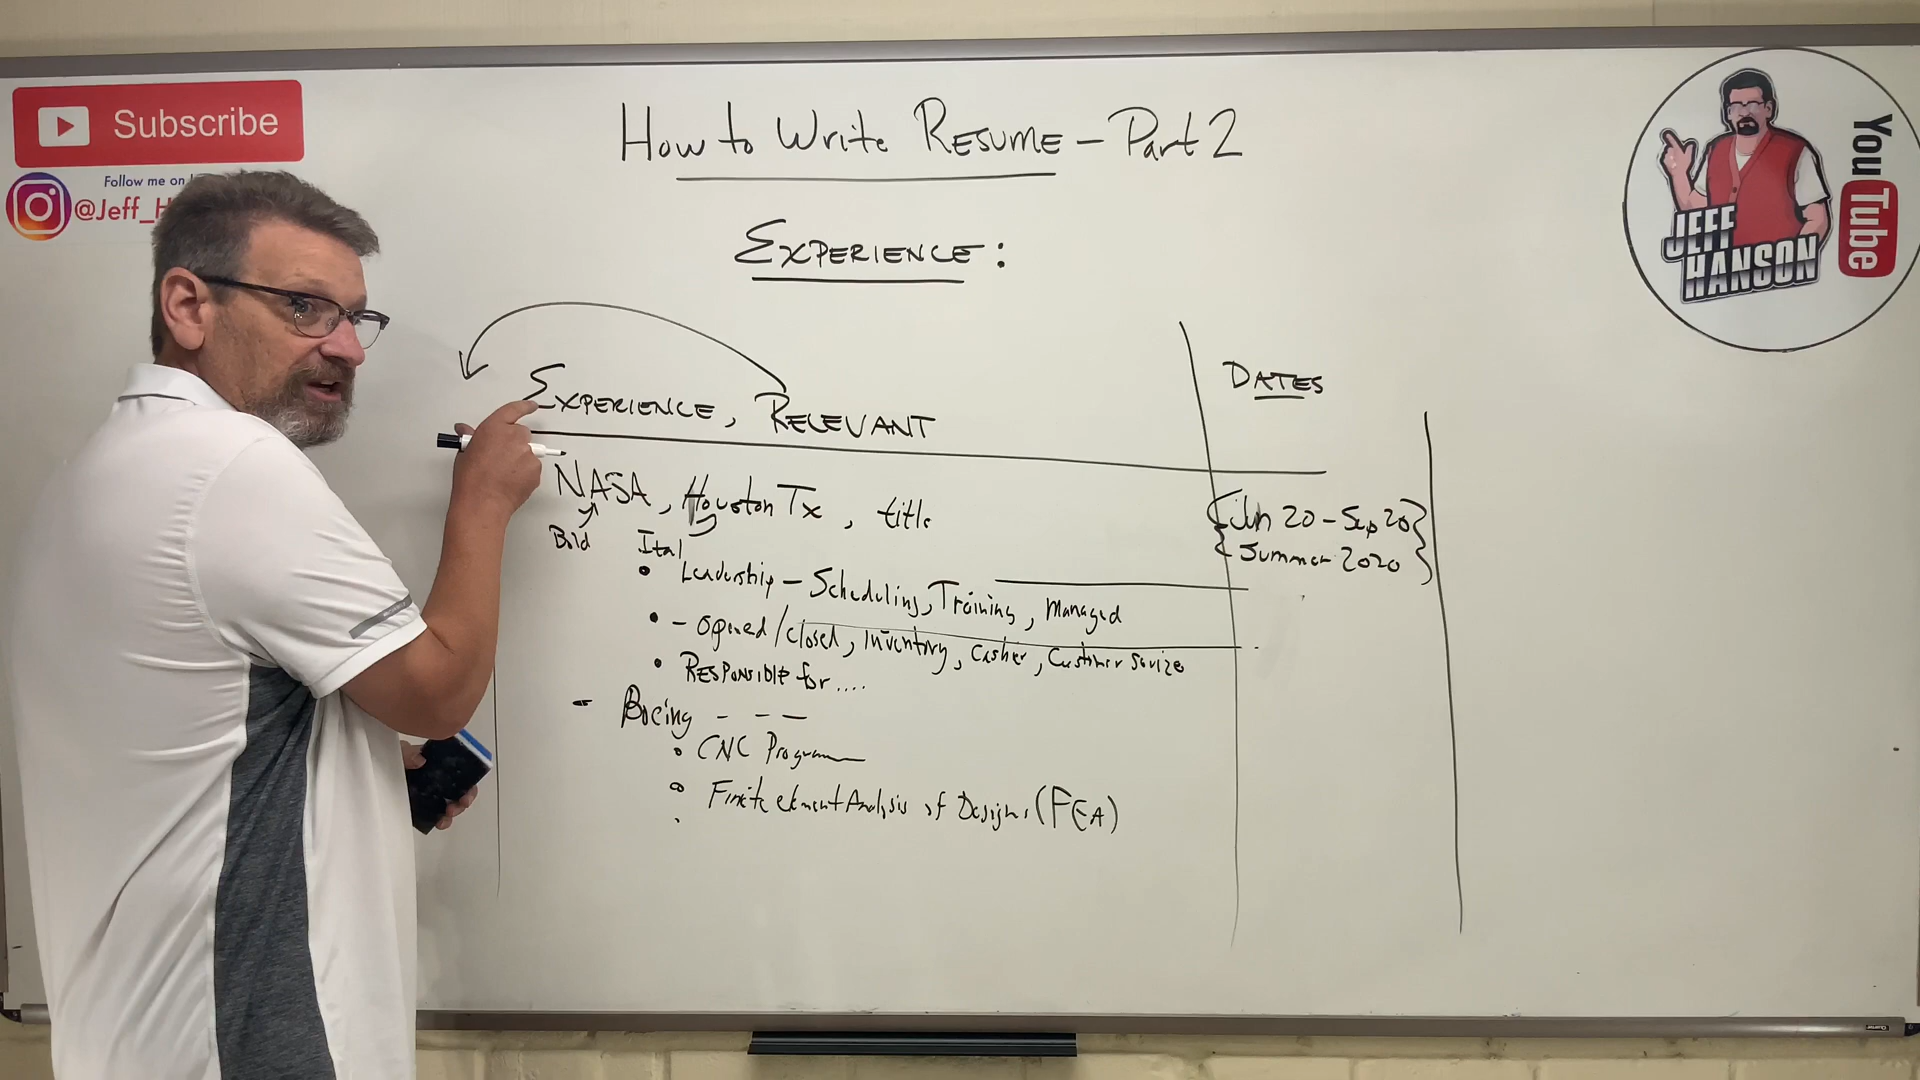 Subscribe
Follow me on
@Jeff_H
How to Write RESUME - Part 2
EXPERIENCE:
JEFF HANSON
YouTube
EXPERIENCE, RELEVANT
DATES
NASA, Houston Tx, title
Bold Ital
Jun 20 - Sep 20
Summer 2020
• Leadership - Scheduling, Training, Managed
• - opened/closed, Inventory, Casher, Customer Servize
• RESPONSIBLE for....
- Boeing - - -
• CNC Program
• Finite element Analysis of Designs (FEA)
Quartet